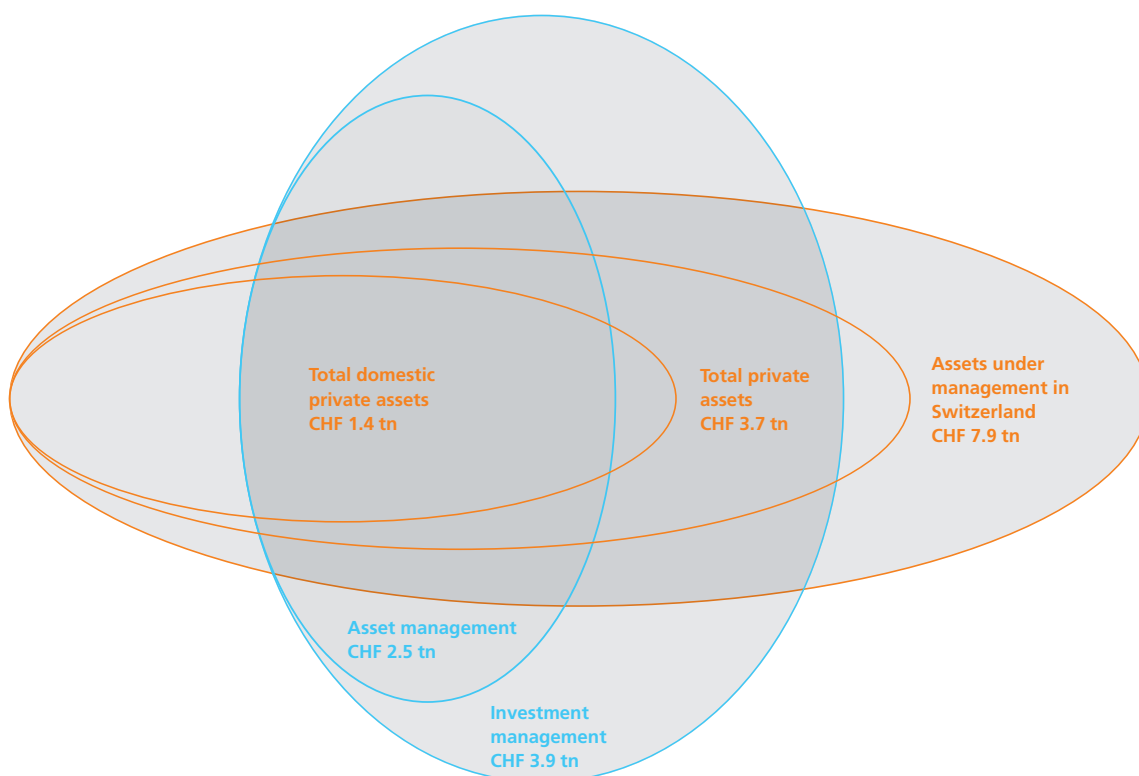 Total domestic
private assets
CHF 1.4 tn
Total private
assets
CHF 3.7 tn
Assets under
management in
Switzerland
CHF 7.9 tn
Asset management
CHF 2.5 tn
Investment
management
CHF 3.9 tn